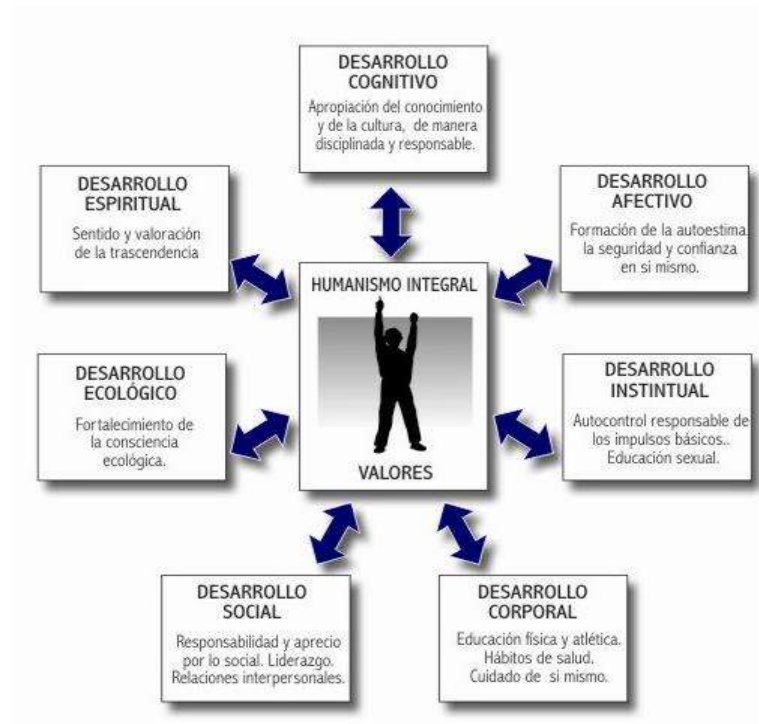 DESARROLLO
COGNITIVO
Apropiación del conocimiento
y de la cultura, de manera
disciplinada y responsable.
DESARROLLO
ESPIRITUAL
Sentido y valoración
de la trascendencia
DESARROLLO
AFECTIVO
Formación de la autoestima
la seguridad y confianza
en si mismo.
HUMANISMO INTEGRAL
VALORES
DESARROLLO
ECOLÓGICO
Fortalecimiento de
la consciencia
ecológica.
DESARROLLO
INSTINTUAL
Autocontrol responsable de
los impulsos básicos..
Educación sexual.
DESARROLLO
SOCIAL
Responsabilidad y aprecio
por lo social. Liderazgo.
Relaciones interpersonales.
DESARROLLO
CORPORAL
Educación física y atlética.
Hábitos de salud.
Cuidado de si mismo.